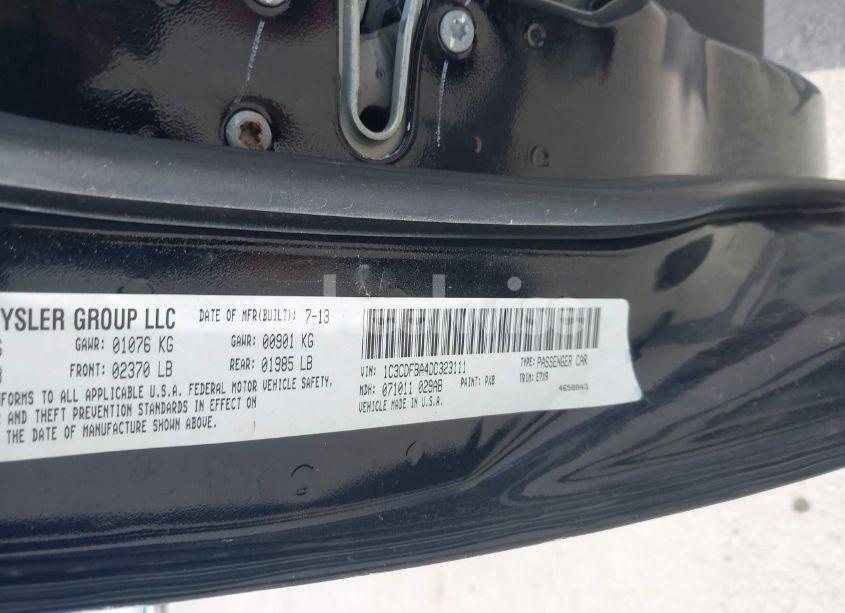 YSLER GROUP LLC DATE OF MFR(BUILT): 7-13
GAWR: 01076 KG GAWR: 00901 KG
FRONT: 02370 LB REAR: 01985 LB
FORMS TO ALL APPLICABLE U.S.A. FEDERAL MOTOR VEHICLE SAFETY,
AND THEFT PREVENTION STANDARDS IN EFFECT ON
THE DATE OF MANUFACTURE SHOWN ABOVE.
VIN: 1C3CDFBA4DD323111 TYPE: PASSENGER CAR
MDH: 071011 029AB PAINT: PX8 TRIM: E7X9
VEHICLE MADE IN U.S.A. 4658843